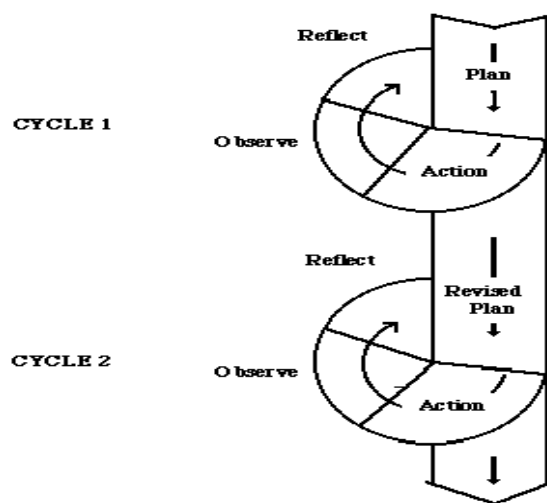 Reflect
Plan
CYCLE 1
Observe
Action
Reflect
Revised
Plan
CYCLE 2
Observe
Action